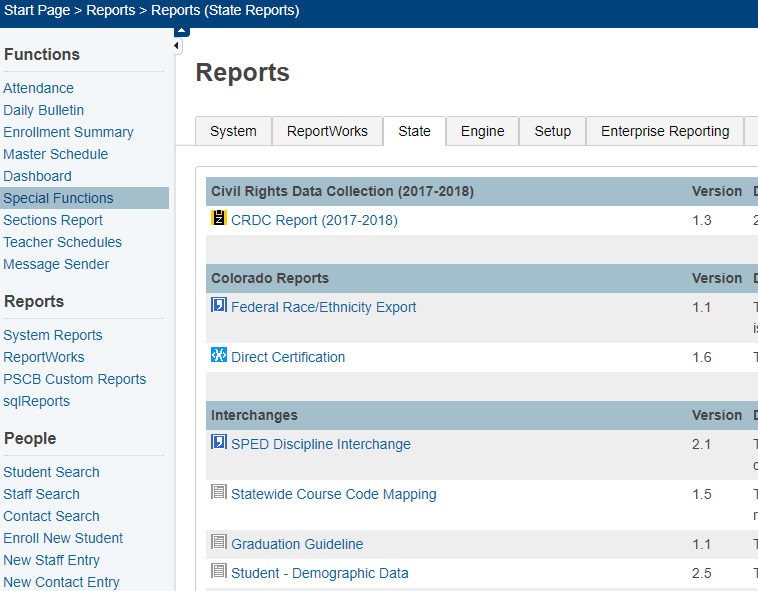 Start Page > Reports > Reports (State Reports)
Functions
Attendance
Daily Bulletin
Enrollment Summary
Master Schedule
Dashboard
Special Functions
Sections Report
Teacher Schedules
Message Sender
Reports
System Reports
ReportWorks
PSCB Custom Reports
sqlReports
People
Student Search
Staff Search
Contact Search
Enroll New Student
New Staff Entry
New Contact Entry
Reports
System ReportWorks State Engine Setup Enterprise Reporting
Civil Rights Data Collection (2017-2018) Version
CRDC Report (2017-2018) 1.3
Colorado Reports Version
Federal Race/Ethnicity Export 1.1
Direct Certification 1.6
Interchanges Version
SPED Discipline Interchange 2.1
Statewide Course Code Mapping 1.5
Graduation Guideline 1.1
Student - Demographic Data 2.5